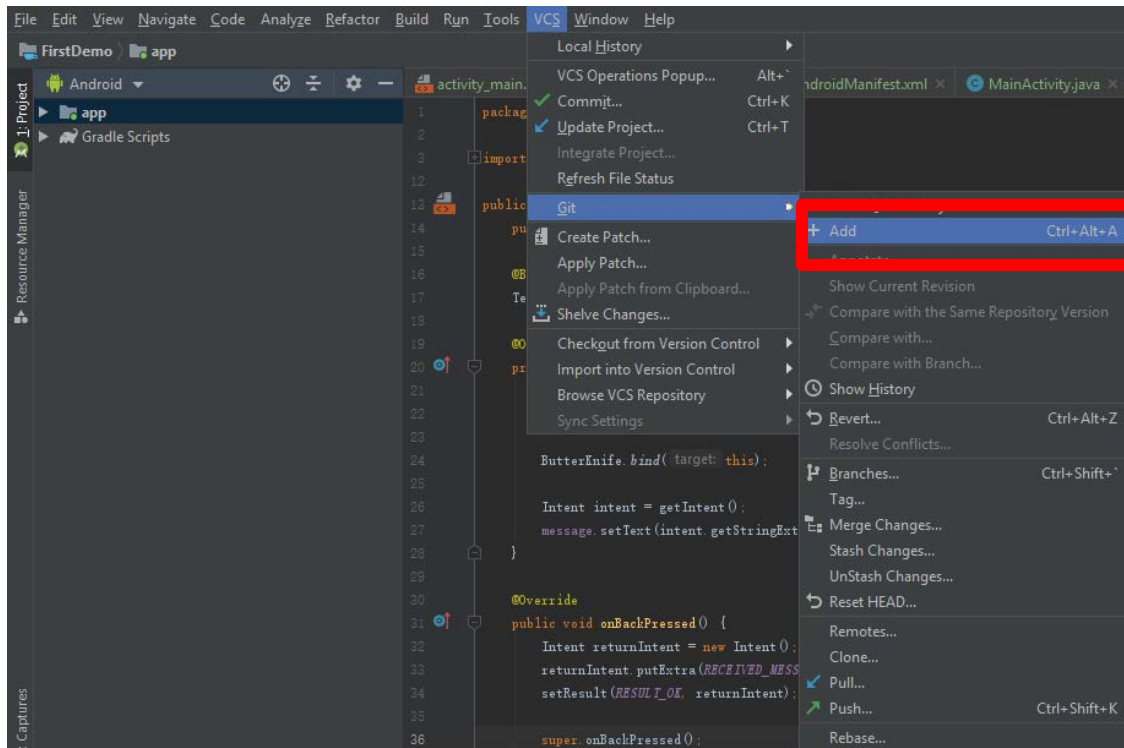 File Edit View Navigate Code Analyze Refactor Build Run Tools VCS Window Help
FirstDemo app
Android
activity_main.
ndroidManifest.xml
MainActivity.java
1: Project
Resource Manager
Captures
app
Gradle Scripts
Local History
VCS Operations Popup... Alt+`
Commit... Ctrl+K
Update Project... Ctrl+T
Integrate Project...
Refresh File Status
Git
Create Patch...
Apply Patch...
Apply Patch from Clipboard...
Shelve Changes...
Checkout from Version Control
Import into Version Control
Browse VCS Repository
Sync Settings
Add Ctrl+Alt+A
Show Current Revision
Compare with the Same Repository Version
Compare with...
Compare with Branch...
Show History
Revert... Ctrl+Alt+Z
Resolve Conflicts...
Branches... Ctrl+Shift+`
Tag...
Merge Changes...
Stash Changes...
UnStash Changes...
Reset HEAD...
Remotes...
Clone...
Pull...
Push... Ctrl+Shift+K
Rebase...
1 packag
2
3 import
12
13 public
14 pu
15
16 @B
17 Te
18
19 @O
20 pr
21
22
23
24 ButterKnife.bind( target: this);
25
26 Intent intent = getIntent();
27 message.setText(intent.getStringExt
28 }
29
30 @Override
31 public void onBackPressed() {
32 Intent returnIntent = new Intent();
33 returnIntent.putExtra(RECEIVED_MESS
34 setResult(RESULT_OK, returnIntent);
35
36 super.onBackPressed();